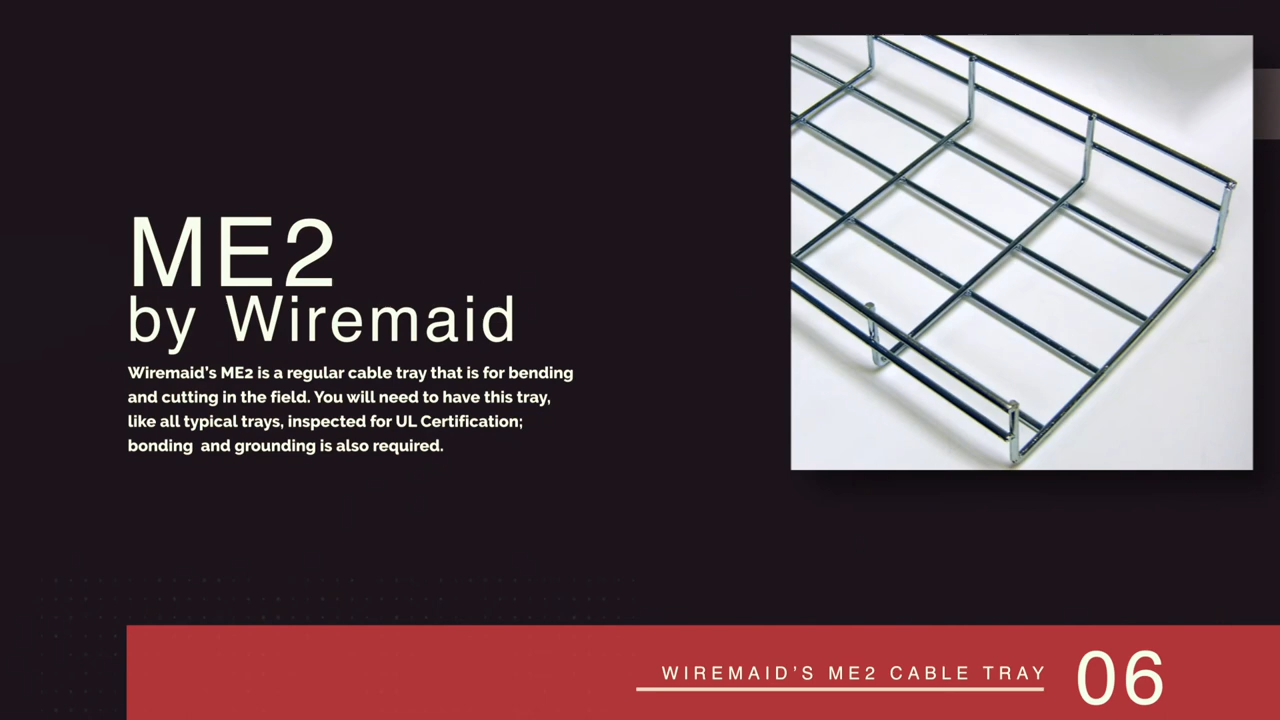 ME2
by Wiremaid
Wiremaid's ME2 is a regular cable tray that is for bending
and cutting in the field. You will need to have this tray,
like all typical trays, inspected for UL Certification;
bonding  and grounding is also required.
WIREMAID'S ME2 CABLE TRAY
06